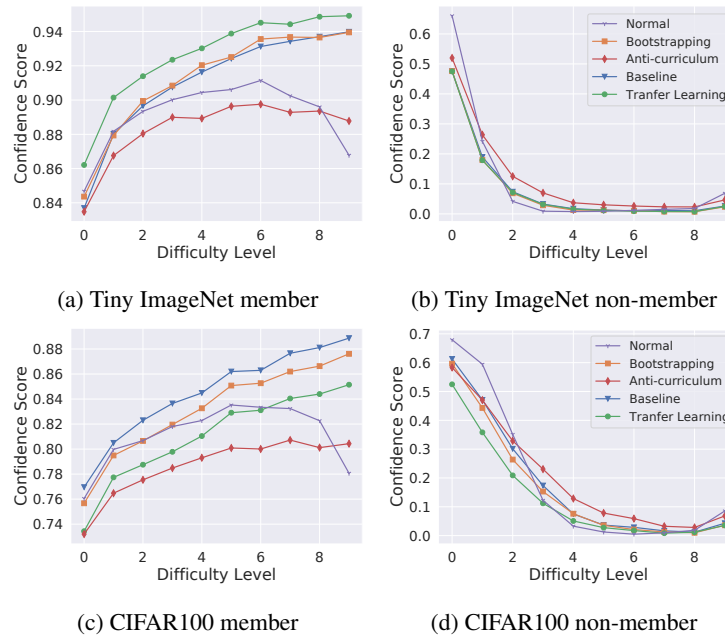 0.94
0.92
0.90
0.88
0.86
0.84
Confidence Score
0 2 4 6 8
Difficulty Level
(a) Tiny ImageNet member
0.6
0.5
0.4
0.3
0.2
0.1
0.0
Confidence Score
Normal
Bootstrapping
Anti-curriculum
Baseline
Tranfer Learning
0 2 4 6 8
Difficulty Level
(b) Tiny ImageNet non-member
0.88
0.86
0.84
0.82
0.80
0.78
0.76
0.74
Confidence Score
0 2 4 6 8
Difficulty Level
(c) CIFAR100 member
0.7
0.6
0.5
0.4
0.3
0.2
0.1
0.0
Confidence Score
Normal
Bootstrapping
Anti-curriculum
Baseline
Tranfer Learning
0 2 4 6 8
Difficulty Level
(d) CIFAR100 non-member